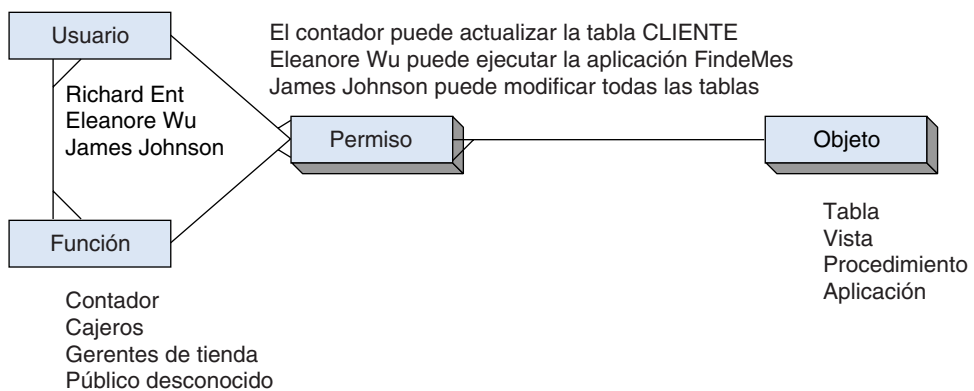 Usuario
El contador puede actualizar la tabla CLIENTE
Eleanore Wu puede ejecutar la aplicación FindeMes
James Johnson puede modificar todas las tablas
Richard Ent
Eleanore Wu
James Johnson
Permiso
Objeto
Función
Tabla
Vista
Procedimiento
Aplicación
Contador
Cajeros
Gerentes de tienda
Público desconocido